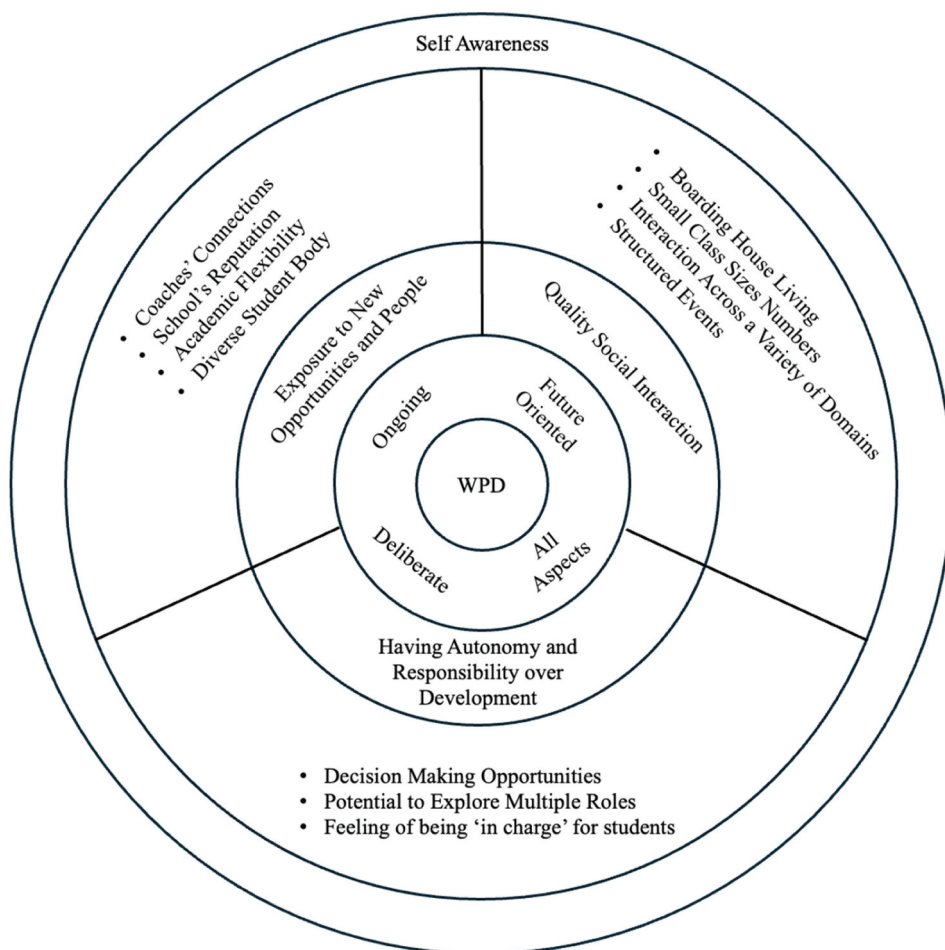 Self Awareness
• Coaches' Connections
• School's Reputation
• Academic Flexibility
• Diverse Student Body
• Boarding House Living
• Small Class Sizes Numbers
• Interaction Across a Variety of Domains
• Structured Events
Exposure to New
Opportunities and People
Quality Social Interaction
Ongoing
Future
Oriented
WPD
Deliberate
All
Aspects
Having Autonomy and
Responsibility over
Development
• Decision Making Opportunities
• Potential to Explore Multiple Roles
• Feeling of being ‘in charge’ for students